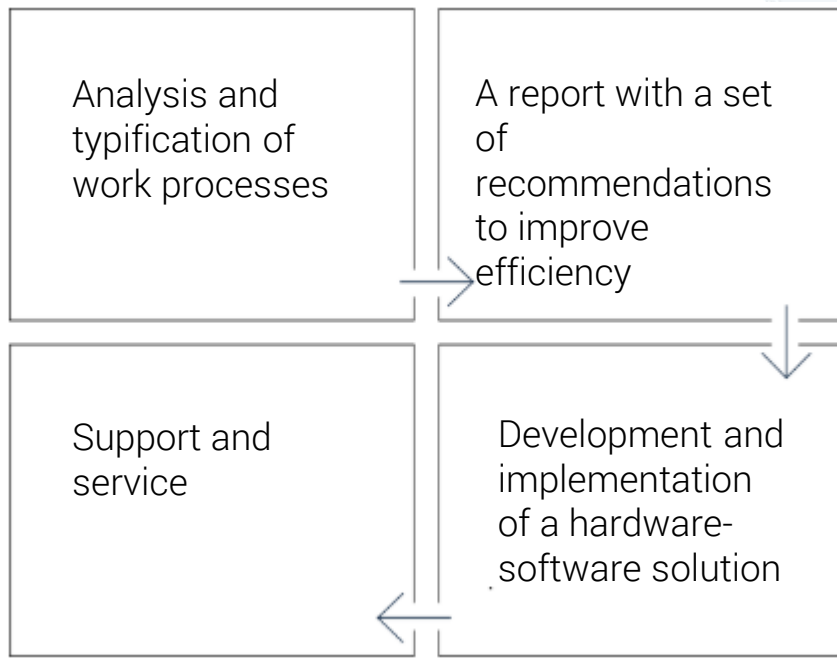 Analysis and
typification of
work processes
A report with a set
of
recommendations
to improve
efficiency
Development and
implementation
of a hardware-
software solution
Support and
service